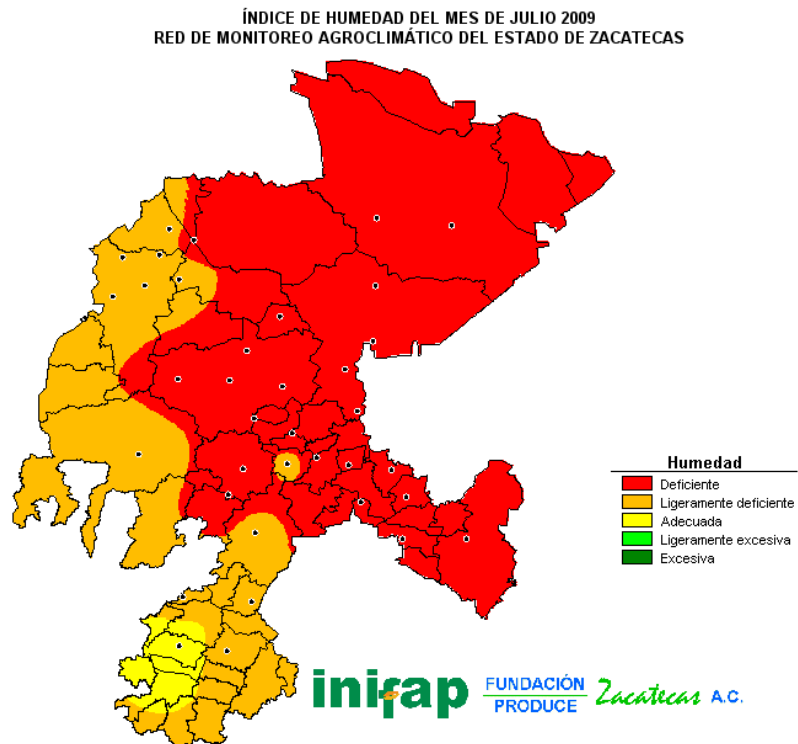 ÍNDICE DE HUMEDAD DEL MES DE JULIO 2009
RED DE MONITOREO AGROCLIMÁTICO DEL ESTADO DE ZACATECAS
Humedad
Deficiente
Ligeramente deficiente
Adecuada
Ligeramente excesiva
Excesiva
inifap
FUNDACIÓN
PRODUCE
Zacatecas A.C.